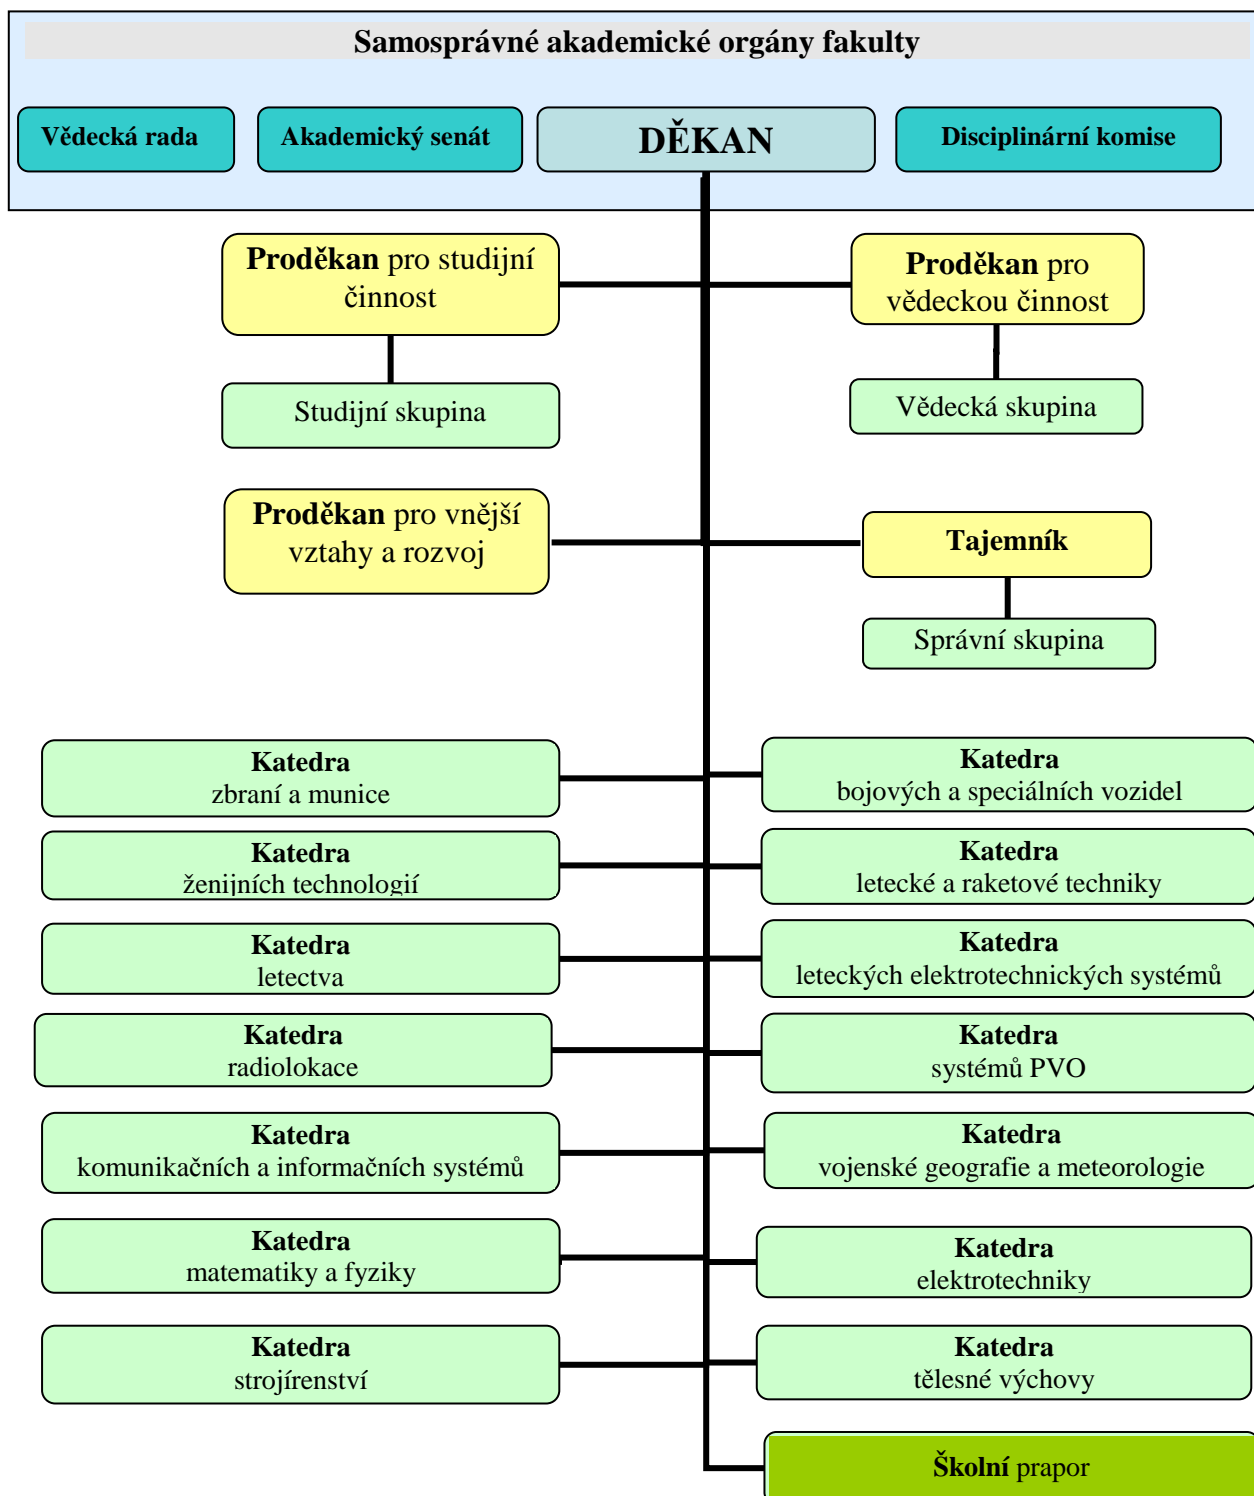 Samosprávné akademické orgány fakulty
Vědecká rada
Akademický senát
DĚKAN
Disciplinární komise
Proděkan pro studijní
činnost
Proděkan pro
vědeckou činnost
Studijní skupina
Vědecká skupina
Proděkan pro vnější
vztahy a rozvoj
Tajemník
Správní skupina
Katedra
zbraní a munice
Katedra
bojových a speciálních vozidel
Katedra
ženijních technologií
Katedra
letecké a raketové techniky
Katedra
letectva
Katedra
leteckých elektrotechnických systémů
Katedra
radiolokace
Katedra
systémů PVO
Katedra
komunikačních a informačních systémů
Katedra
vojenské geografie a meteorologie
Katedra
matematiky a fyziky
Katedra
elektrotechniky
Katedra
strojírenství
Katedra
tělesné výchovy
Školní prapor